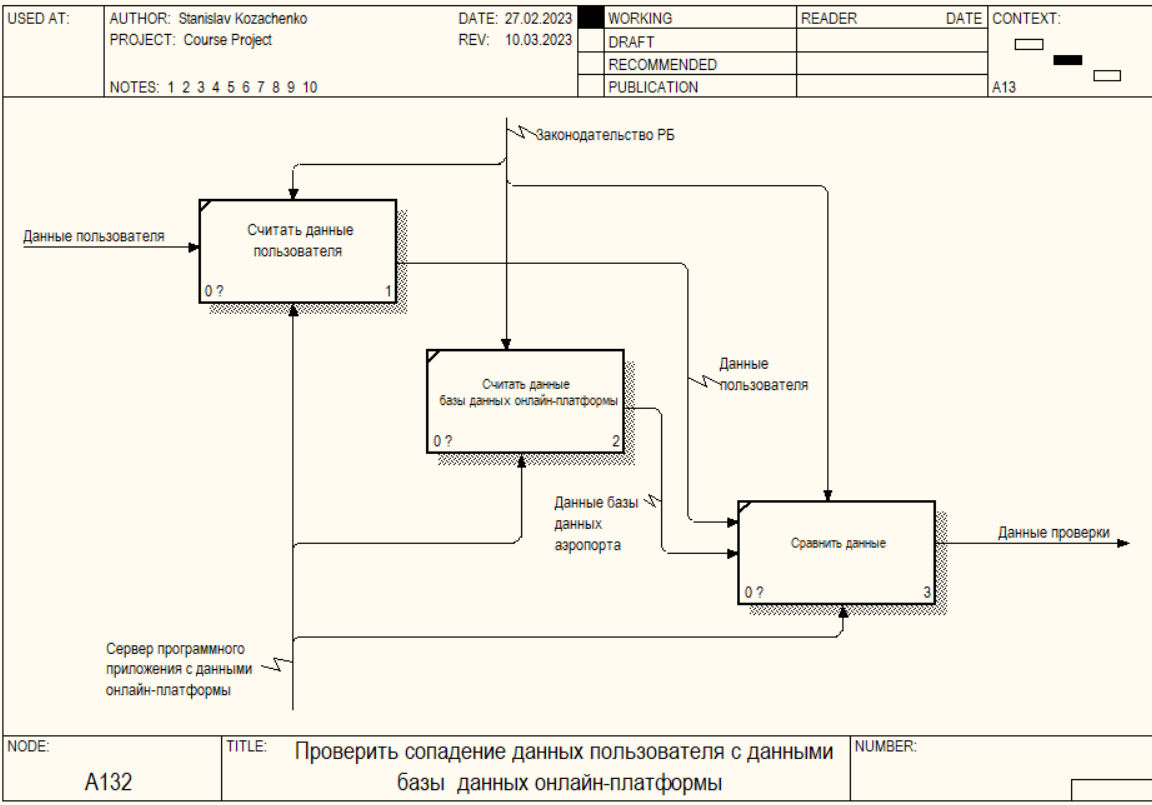 USED AT:
AUTHOR: Stanislav Kozachenko
DATE: 27.02.2023
PROJECT: Course Project
REV: 10.03.2023
NOTES: 1 2 3 4 5 6 7 8 9 10
WORKING
DRAFT
RECOMMENDED
PUBLICATION
READER
DATE
CONTEXT:
A13
Законодательство РБ
Данные пользователя
Считать данные
пользователя
0 ?
1
Считать данные
базы данных онлайн-платформы
0 ?
2
Данные
пользователя
Данные базы
данных
аэропорта
Сравнить данные
0 ?
3
Данные проверки
Сервер программного
приложения с данными
онлайн-платформы
NODE:
A132
TITLE:
Проверить сопадение данных пользователя с данными
базы данных онлайн-платформы
NUMBER: